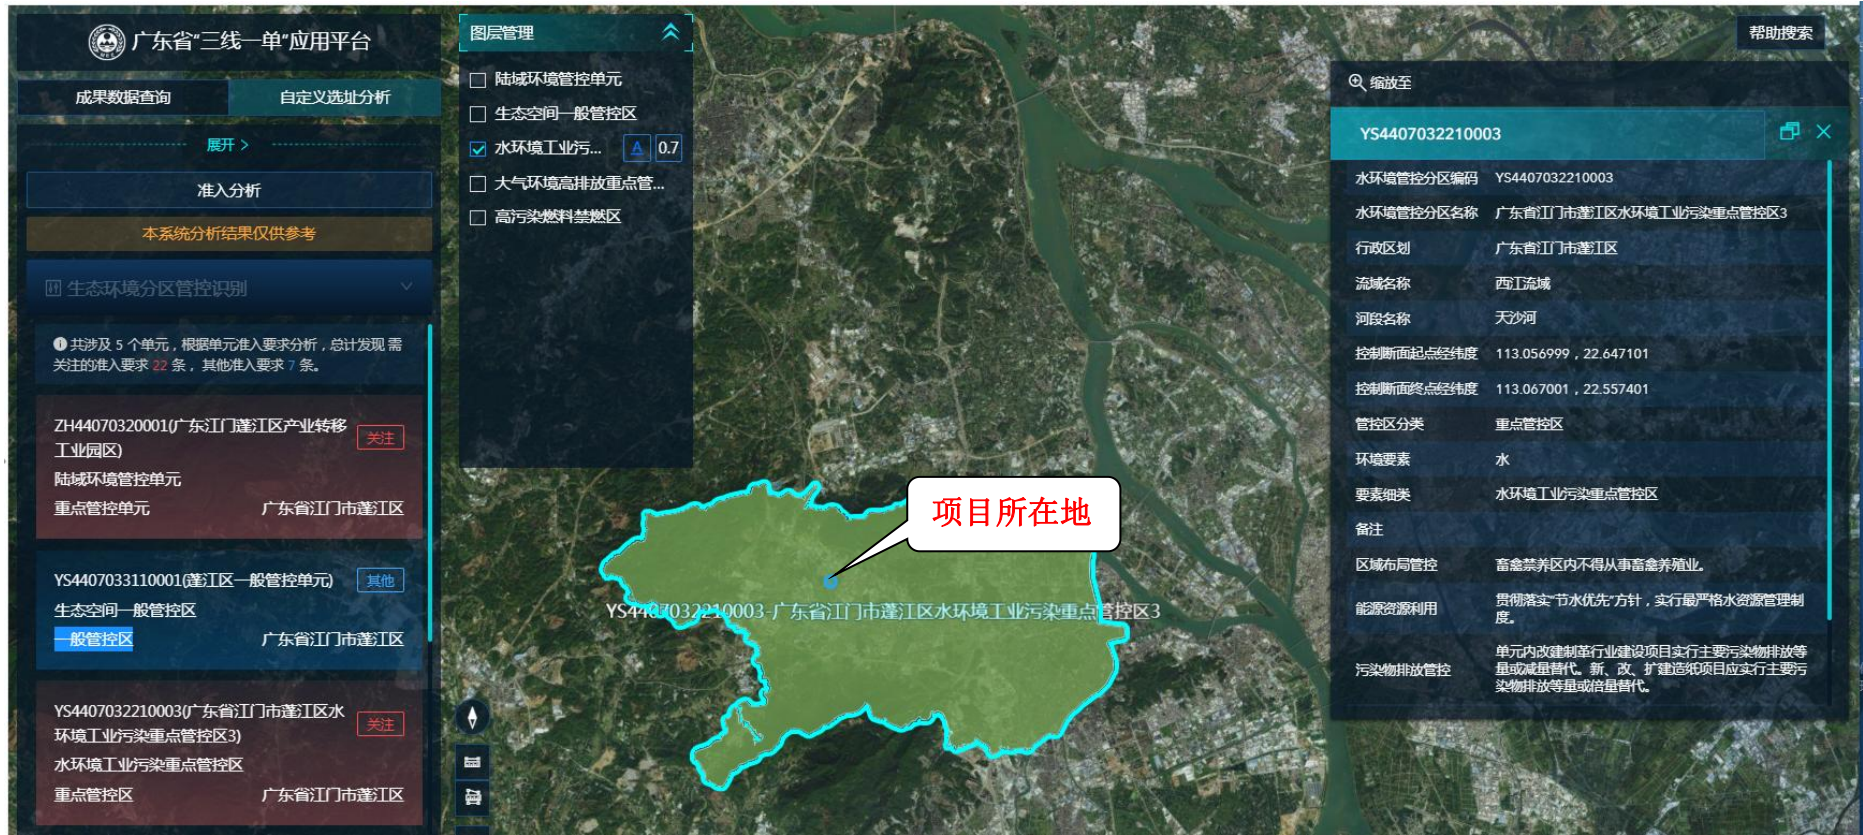 广东省“三线一单”应用平台
成果数据查询
自定义选址分析
展开 >
准入分析
本系统分析结果仅供参考
生态环境分区管控识别
共涉及 5 个单元，根据单元准入要求分析，总计发现 需
关注的准入要求 22 条，其他准入要求 7 条。
ZH44070320001(广东江门蓬江区产业转移
工业园区)
关注
陆域环境管控单元
重点管控单元 广东省江门市蓬江区
YS4407033110001(蓬江区一般管控单元)
其他
生态空间一般管控区
一般管控区 广东省江门市蓬江区
YS4407032210003(广东省江门市蓬江区水
环境工业污染重点管控区3)
关注
水环境工业污染重点管控区
重点管控区 广东省江门市蓬江区
图层管理
陆域环境管控单元
生态空间一般管控区
水环境工业污... A 0.7
大气环境高排放重点管...
高污染燃料禁燃区
项目所在地
YS4407032210003-广东省江门市蓬江区水环境工业污染重点管控区3
帮助搜索
缩放至
YS4407032210003
水环境管控分区编码 YS4407032210003
水环境管控分区名称 广东省江门市蓬江区水环境工业污染重点管控区3
行政区划 广东省江门市蓬江区
流域名称 西江流域
河段名称 天沙河
控制断面起点经纬度 113.056999，22.647101
控制断面终点经纬度 113.067001，22.557401
管控区分类 重点管控区
环境要素 水
要素细类 水环境工业污染重点管控区
备注
区域布局管控 畜禽禁养区内不得从事畜禽养殖业。
能源资源利用 贯彻落实“节水优先”方针，实行最严格水资源管理制
度。
污染物排放管控 单元内改建制革行业建设项目实行主要污染物排放等
量或减量替代。新、改、扩建造纸项目应实行主要污
染物排放等量或倍量替代。